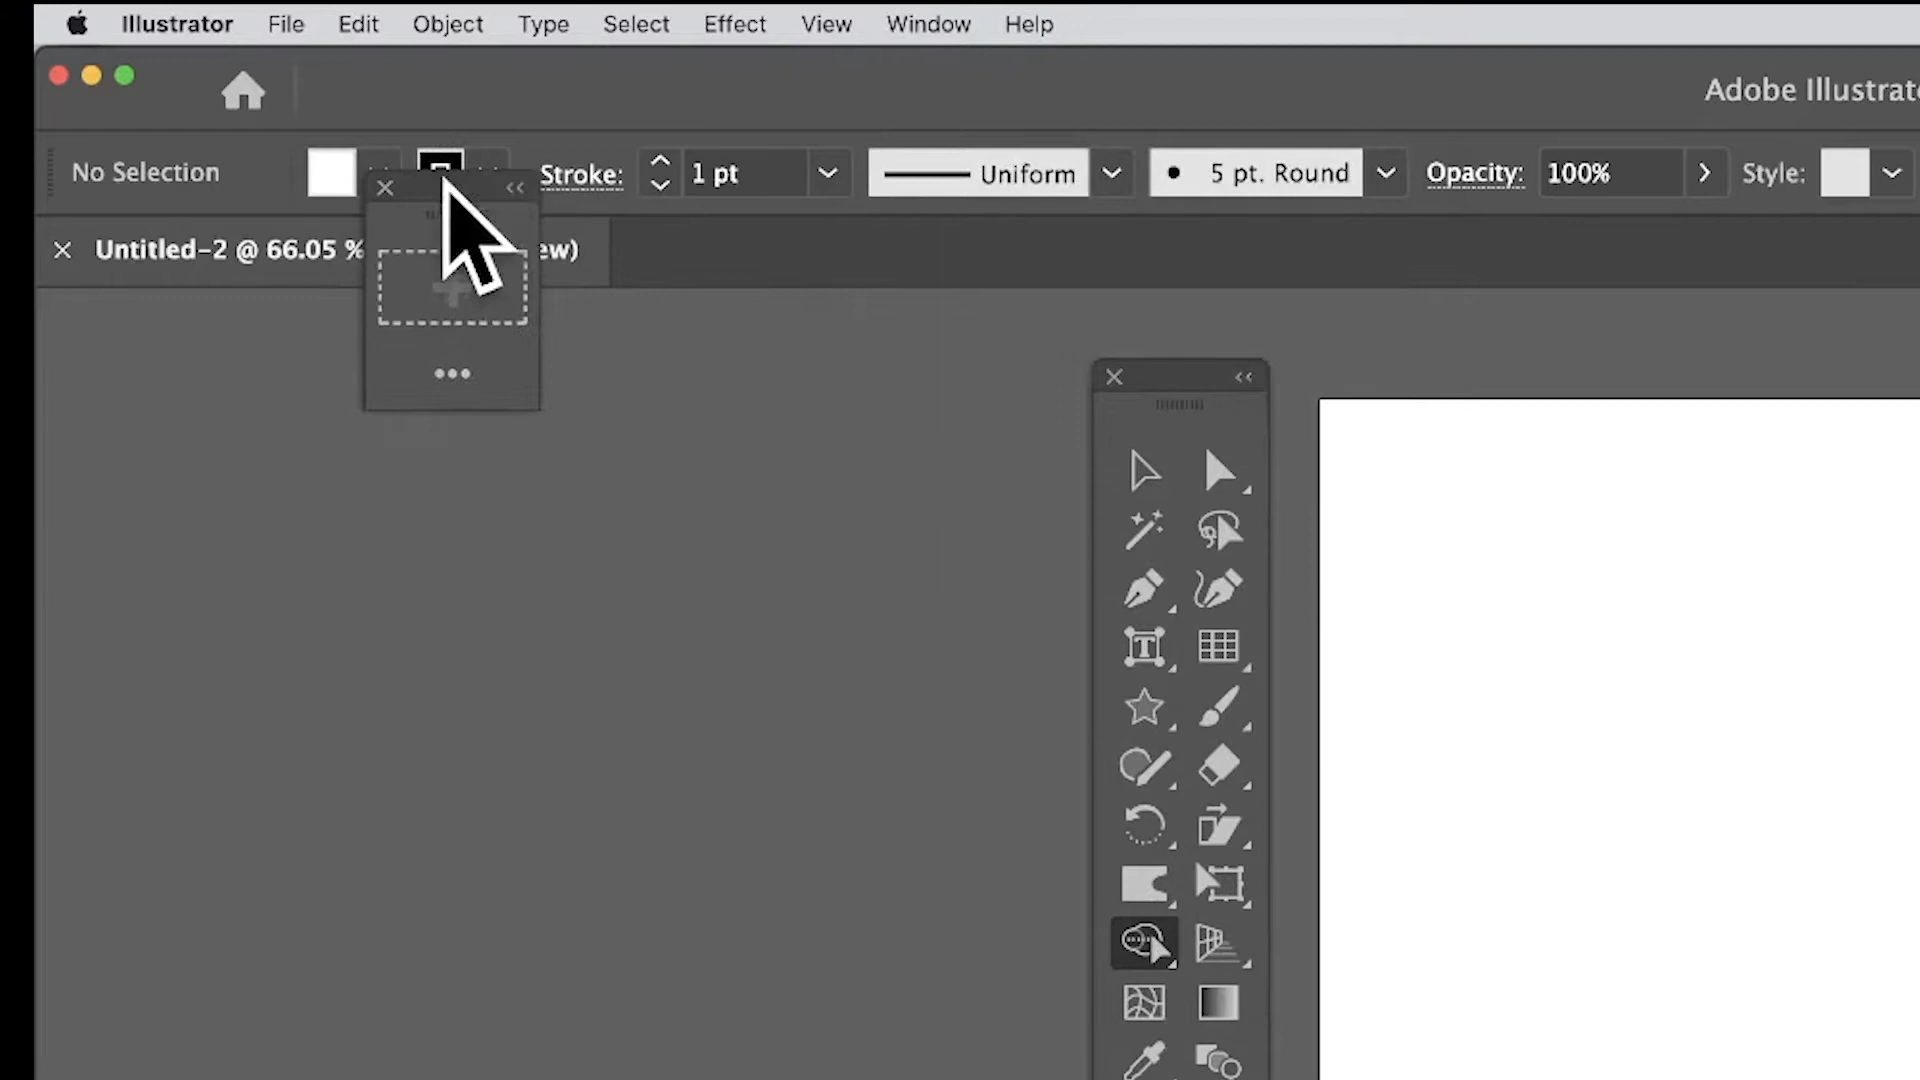 Illustrator File Edit Object Type Select Effect View Window Help
Adobe Illustrat
No Selection Stroke: 1 pt Uniform 5 pt. Round Opacity: 100% Style:
Untitled-2 @ 66.05 % ew)